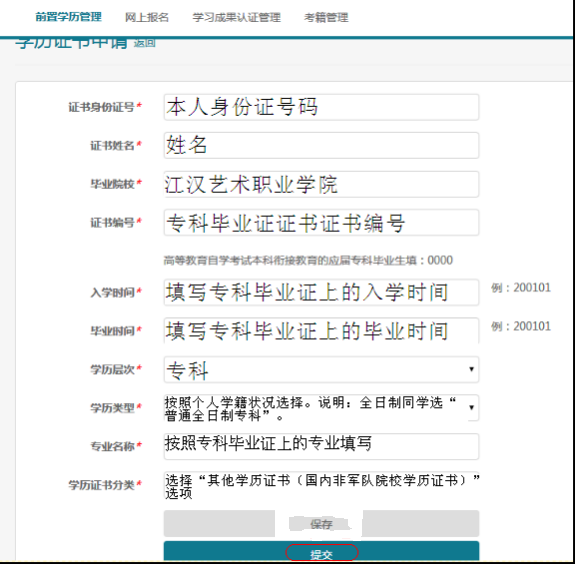 前置学历管理 网上报名 学习成果认证管理 考籍管理
学历证书申请 返回
证书身份证号* 本人身份证号码
证书姓名* 姓名
毕业院校* 江汉艺术职业学院
证书编号* 专科毕业证证书证书编号
高等教育自学考试本科衔接教育的应届专科毕业生填：0000
入学时间* 填写专科毕业证上的入学时间 例：200101
毕业时间* 填写专科毕业证上的毕业时间 例：200101
学历层次* 专科
学历类型* 按照个人学籍状况选择。说明：全日制同学选“
普通全日制专科”。
专业名称* 按照专科毕业证上的专业填写
学历证书分类* 选择“其他学历证书（国内非军队院校学历证书）”
选项
保存
提交